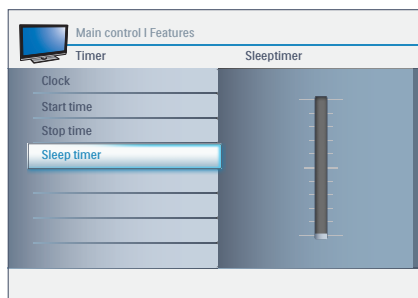 Main control I Features
Timer
Sleeptimer
Clock
Start time
Stop time
Sleep timer